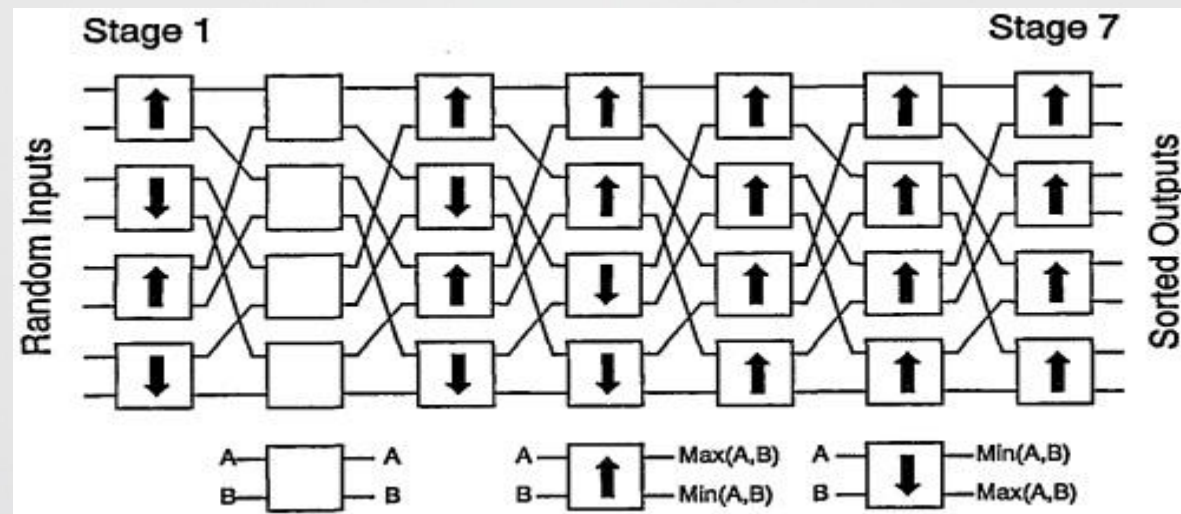 Stage 1
Stage 7
Random Inputs
Sorted Outputs
A
B
A
B
A
B
Max(A,B)
Min(A,B)
A
B
Min(A,B)
Max(A,B)